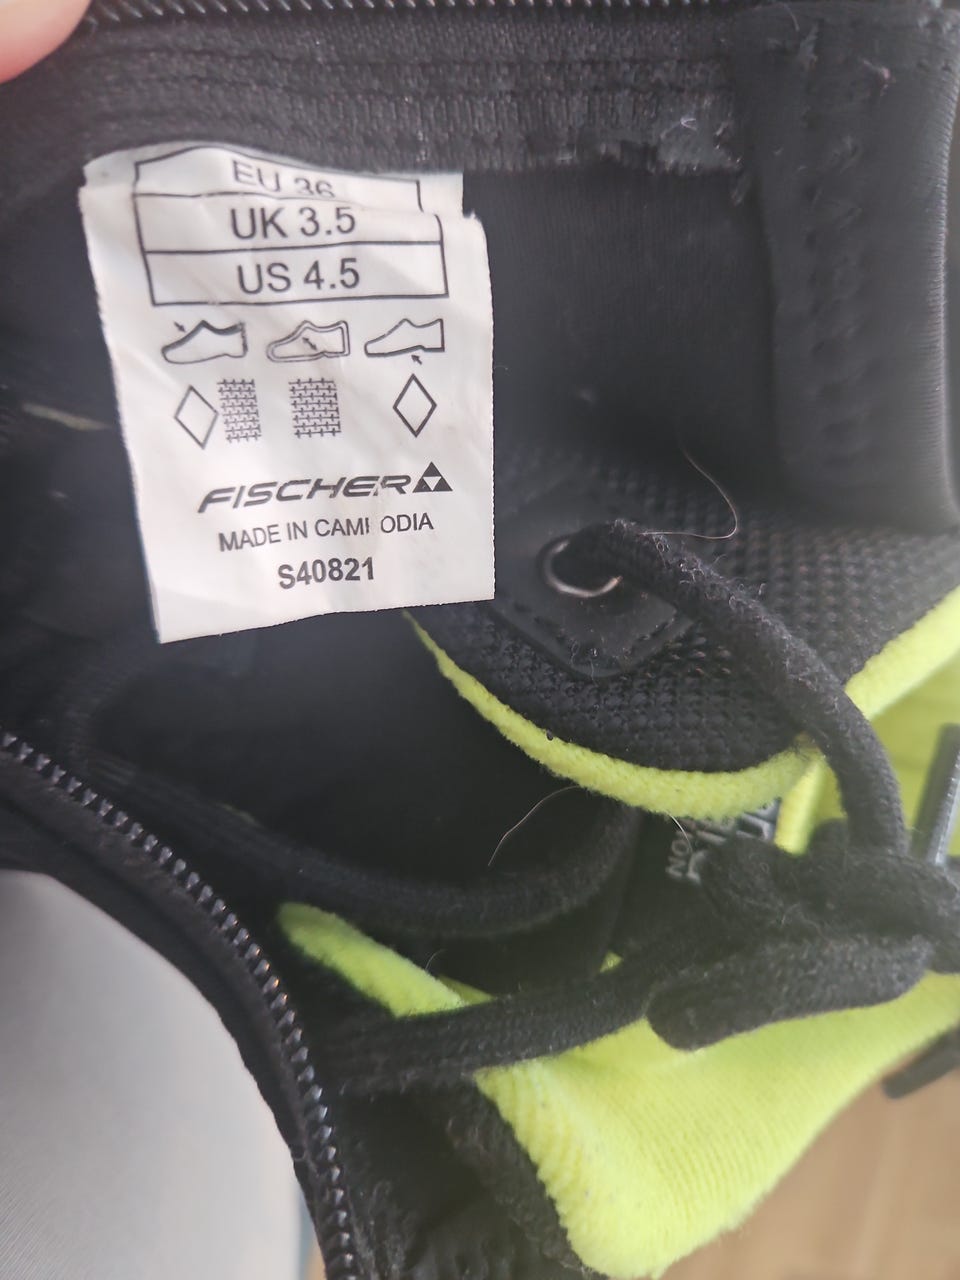 EU 36
UK 3.5
US 4.5
FISCHER
MADE IN CAMBODIA
S40821